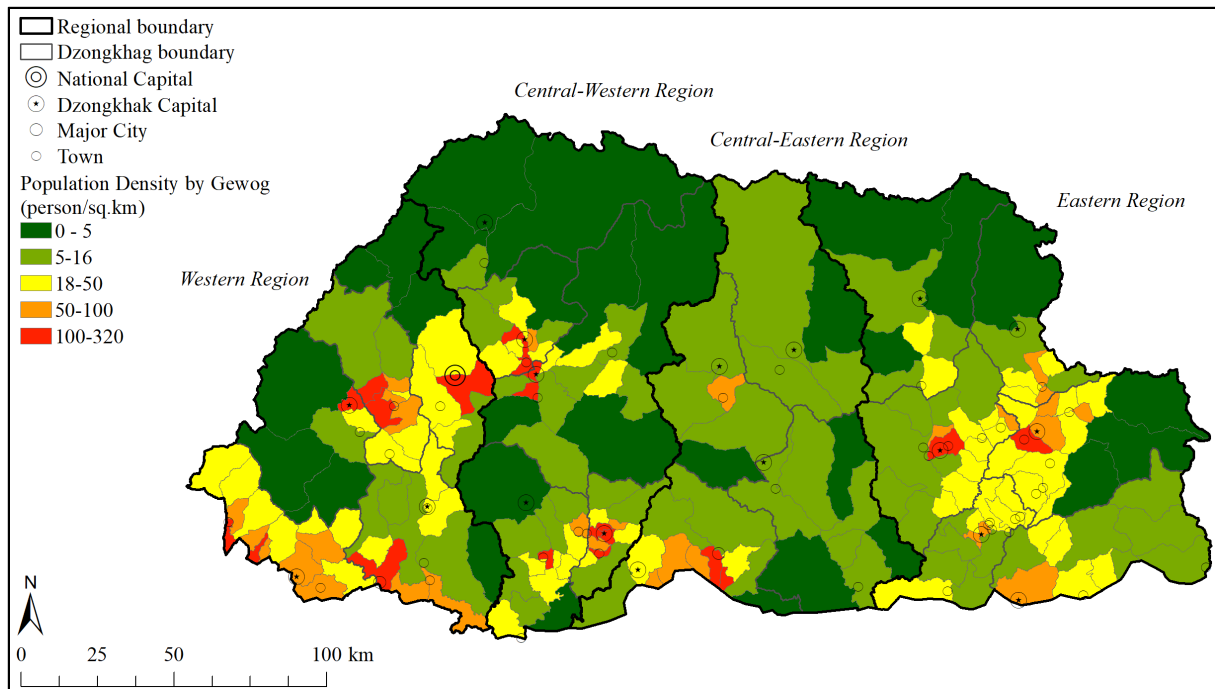 Regional boundary
Dzongkhag boundary
National Capital
Dzongkhak Capital
Major City
Town
Population Density by Gewog
(person/sq.km)
0 - 5
5-16
18-50
50-100
100-320
Central-Western Region
Central-Eastern Region
Eastern Region
Western Region
N
0 25 50 100 km